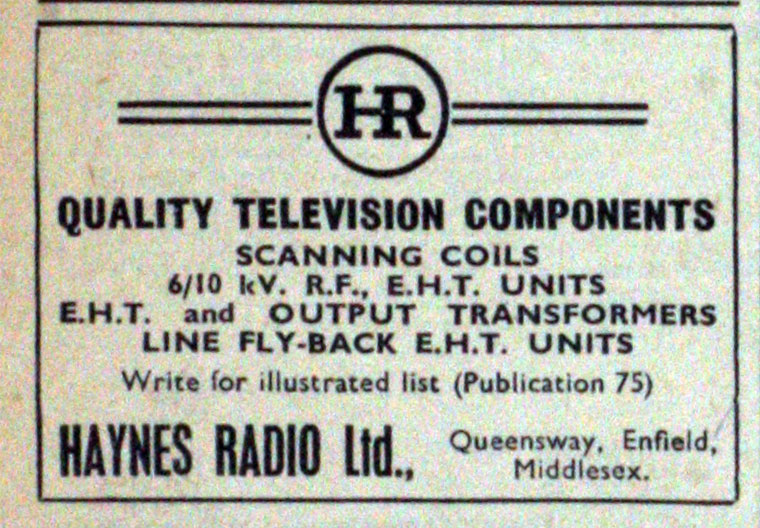 HR
QUALITY TELEVISION COMPONENTS
SCANNING COILS
6/10 kV. R.F., E.H.T. UNITS
E.H.T. and OUTPUT TRANSFORMERS
LINE FLY-BACK E.H.T. UNITS
Write for illustrated list (Publication 75)
HAYNES RADIO Ltd., Queensway, Enfield,
Middlesex.